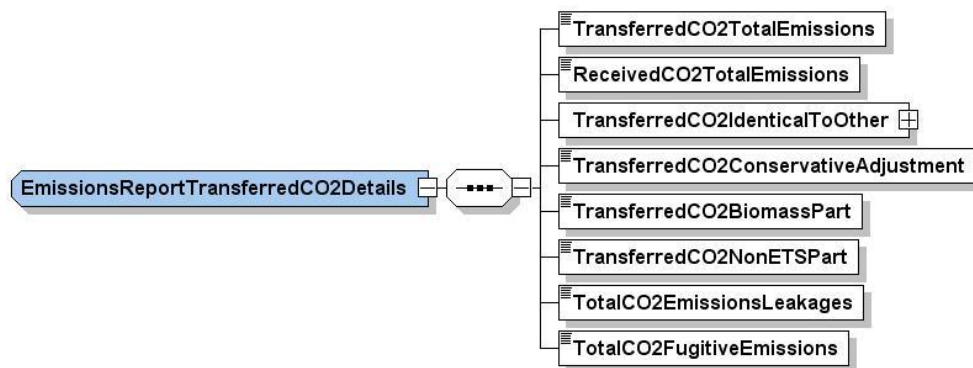 TransferredCO2TotalEmissions
ReceivedCO2TotalEmissions
TransferredCO2IdenticalToOther
TransferredCO2ConservativeAdjustment
EmissionsReportTransferredCO2Details
TransferredCO2BiomassPart
TransferredCO2NonETSPart
TotalCO2EmissionsLeakages
TotalCO2FugitiveEmissions